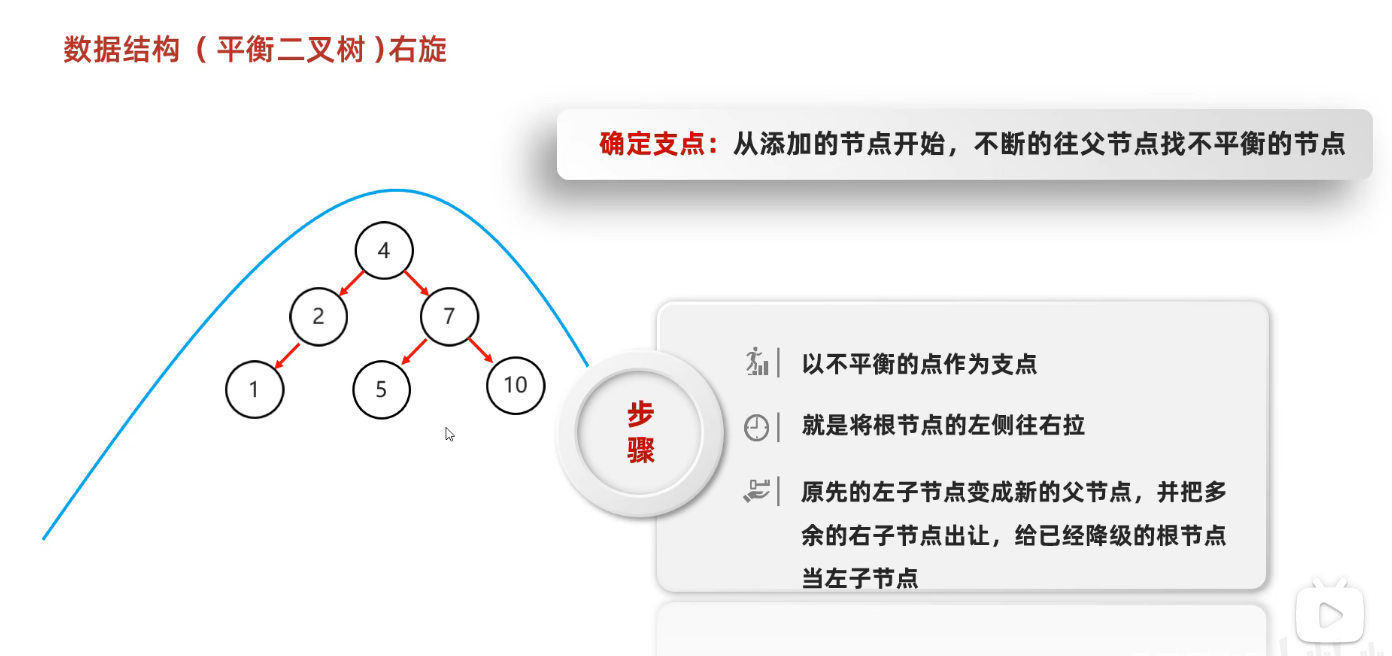 数据结构（平衡二叉树)右旋
确定支点：从添加的节点开始，不断的往父节点找不平衡的节点
4
2
7
1
5
10
步
骤
以不平衡的点作为支点
就是将根节点的左侧往右拉
原先的左子节点变成新的父节点，并把多
余的右子节点出让，给已经降级的根节点
当左子节点